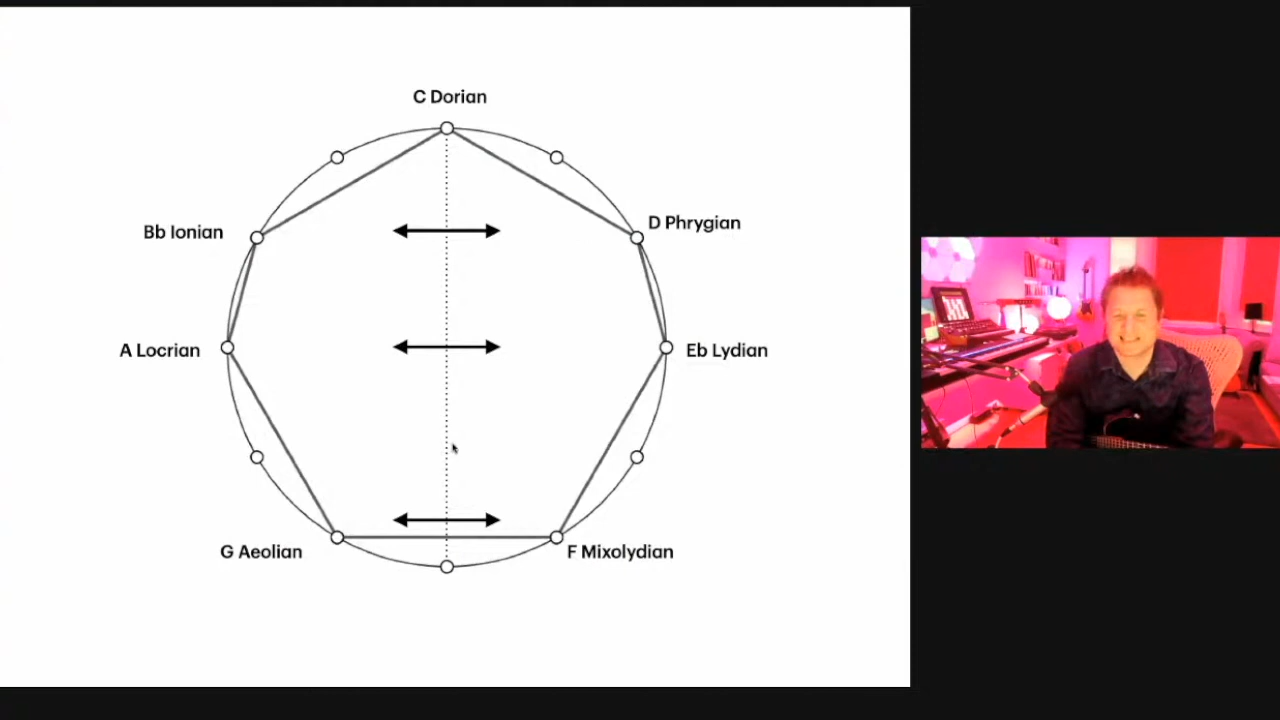 C Dorian
Bb Ionian
D Phrygian
A Locrian
Eb Lydian
G Aeolian
F Mixolydian